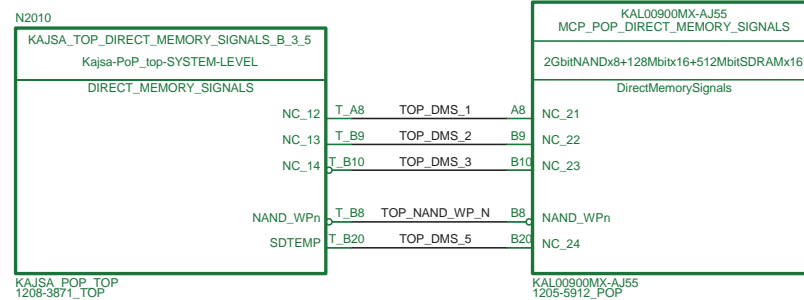 N2010
KAJSA_TOP_DIRECT_MEMORY_SIGNALS_B_3_5
Kajsa-PoP_top-SYSTEM-LEVEL
DIRECT_MEMORY_SIGNALS
NC_12 T_A8 TOP_DMS_1 A8 NC_21
NC_13 T_B9 TOP_DMS_2 B9 NC_22
NC_14 T_B10 TOP_DMS_3 B10 NC_23
NAND_WPn T_B8 TOP_NAND_WP_N B8 NAND_WPn
SDTEMP T_B20 TOP_DMS_5 B20 NC_24
KAJSA_POP_TOP
1208-3871_TOP
KAL00900MX-AJ55
MCP_POP_DIRECT_MEMORY_SIGNALS
2GbitNANDx8+128Mbitx16+512MbitSDRAMx16
DirectMemorySignals
KAL00900MX-AJ55
1205-5912_POP